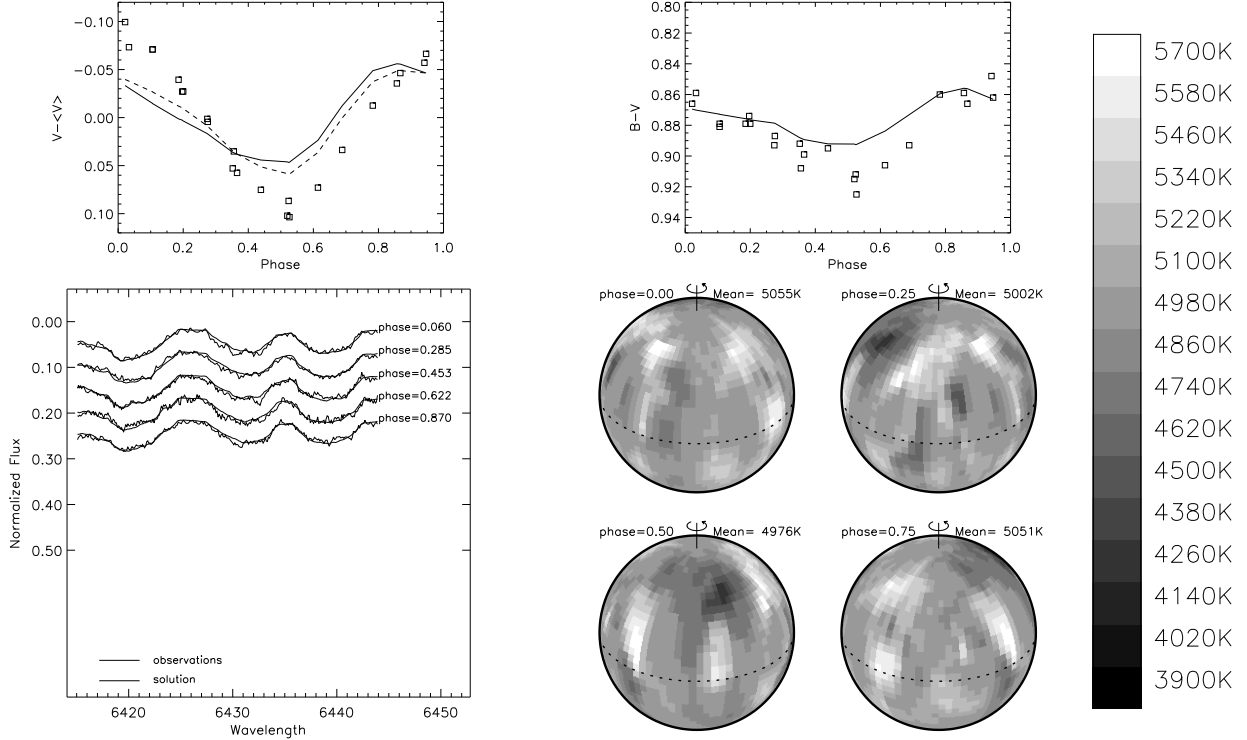 −0.10
−0.05
0.00
0.05
0.10
V−<V>
0.0 0.2 0.4 0.6 0.8 1.0
Phase
0.80
0.82
0.84
0.86
0.88
0.90
0.92
0.94
B−V
0.0 0.2 0.4 0.6 0.8 1.0
Phase
0.00
0.10
0.20
0.30
0.40
0.50
Normalized Flux
phase=0.060
phase=0.285
phase=0.453
phase=0.622
phase=0.870
observations
solution
6420 6430 6440 6450
Wavelength
phase=0.00 Mean= 5055K
phase=0.25 Mean= 5002K
phase=0.50 Mean= 4976K
phase=0.75 Mean= 5051K
5700K
5580K
5460K
5340K
5220K
5100K
4980K
4860K
4740K
4620K
4500K
4380K
4260K
4140K
4020K
3900K